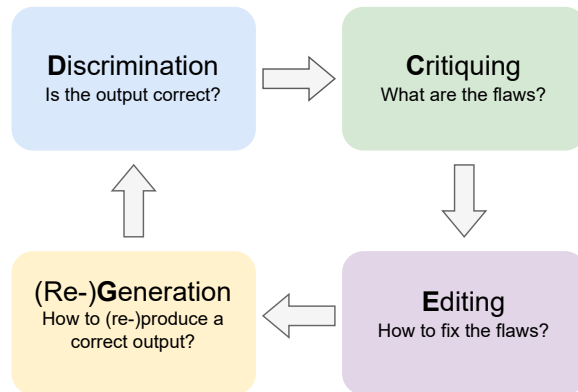 Discrimination
Is the output correct?
Critiquing
What are the flaws?
(Re-)Generation
How to (re-)produce a
correct output?
Editing
How to fix the flaws?